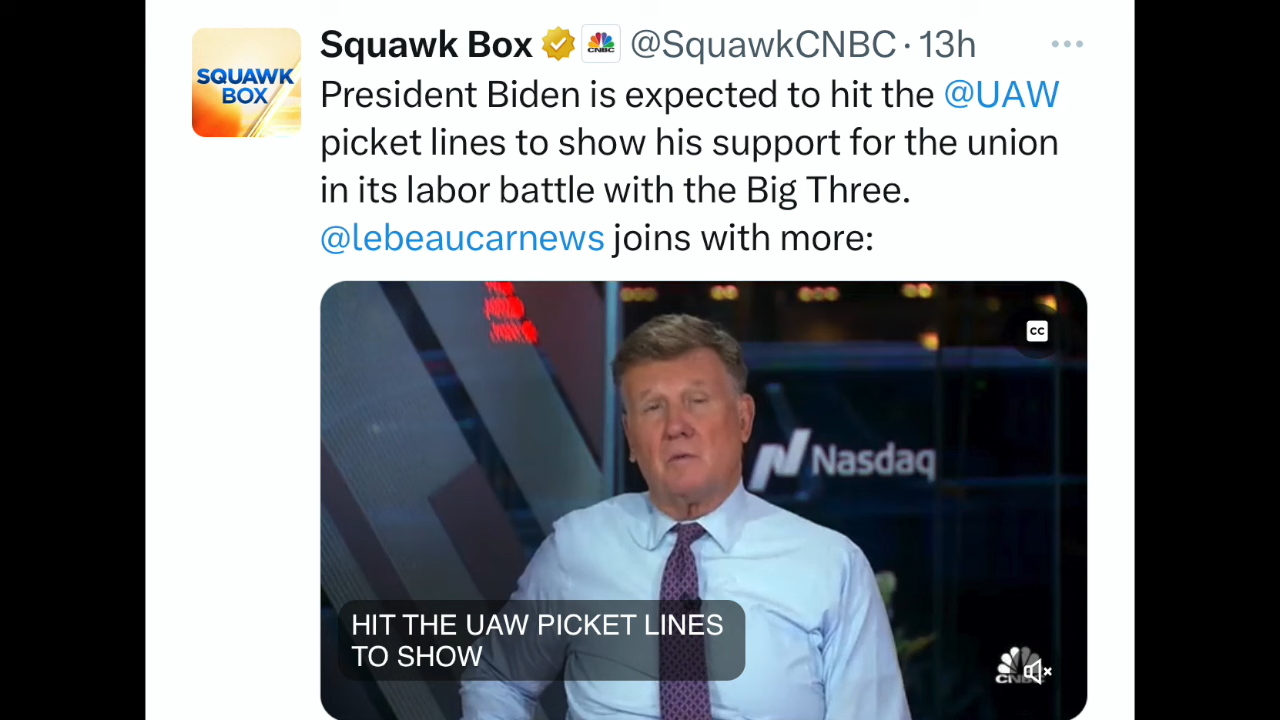 SQUAWK
BOX
Squawk Box CNBC @SquawkCNBC · 13h
President Biden is expected to hit the @UAW
picket lines to show his support for the union
in its labor battle with the Big Three.
@lebeaucarnews joins with more:
CC
Nasdaq
HIT THE UAW PICKET LINES
TO SHOW
CNBC